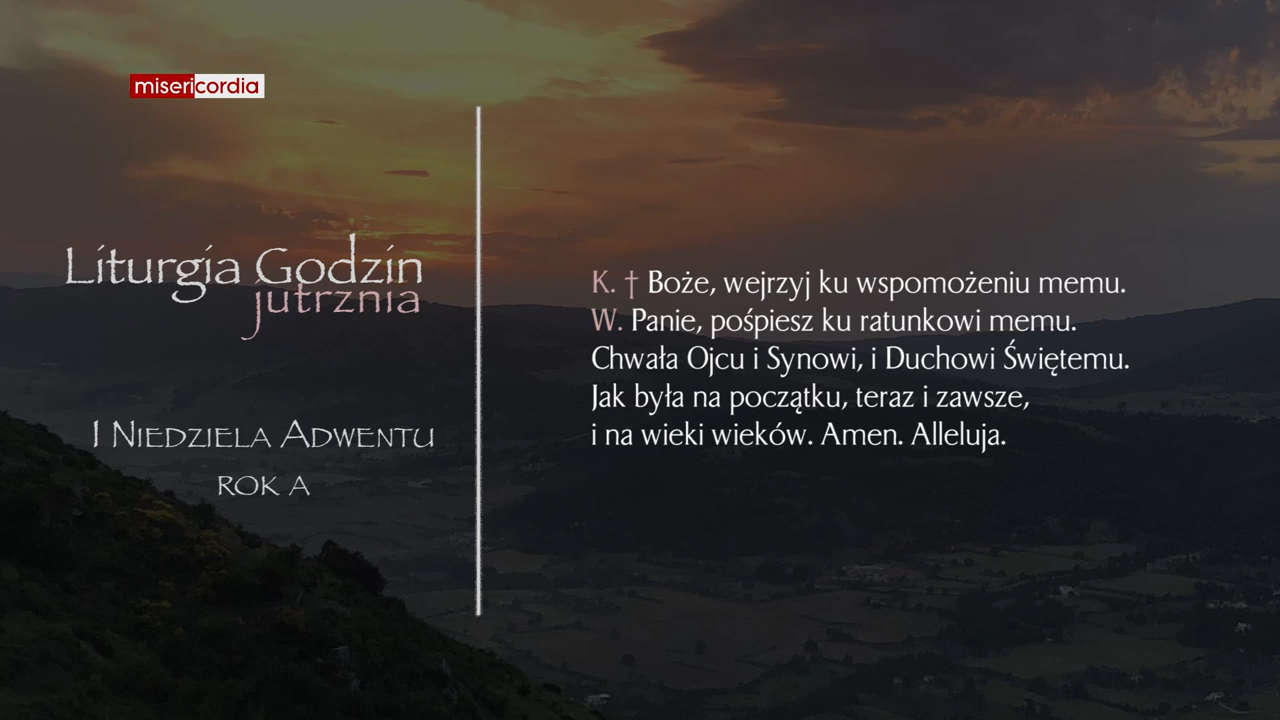 misericordia
Liturgia Godzin
jutrznia
I Niedziela Adwentu
rok A
K. † Boże, wejrzyj ku wspomożeniu memu.
W. Panie, pośpiesz ku ratunkowi memu.
Chwała Ojcu i Synowi, i Duchowi Świętemu.
Jak była na początku, teraz i zawsze,
i na wieki wieków. Amen. Alleluja.